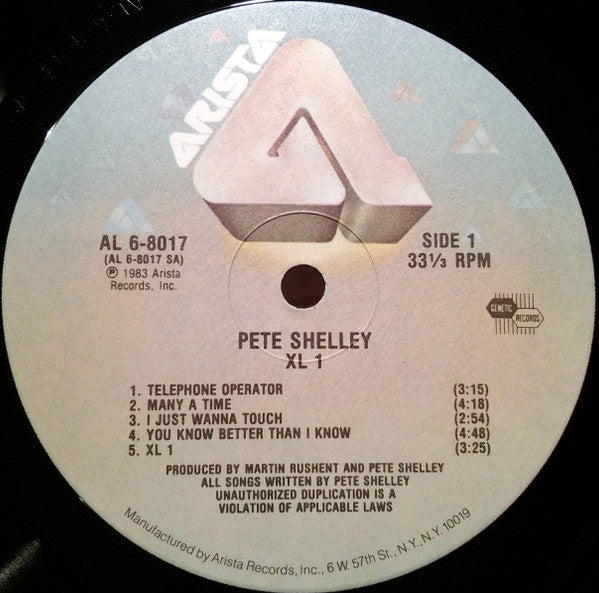 ARISTA
AL 6-8017
(AL 6-8017 SA)
℗ 1983 Arista
Records, Inc.
SIDE 1
33⅓ RPM
GENETIC
RECORDS
PETE SHELLEY
XL 1
1. TELEPHONE OPERATOR (3:15)
2. MANY A TIME (4:18)
3. I JUST WANNA TOUCH (2:54)
4. YOU KNOW BETTER THAN I KNOW (4:46)
5. XL 1 (3:25)
PRODUCED BY MARTIN RUSHENT AND PETE SHELLEY
ALL SONGS WRITTEN BY PETE SHELLEY
UNAUTHORIZED DUPLICATION IS A
VIOLATION OF APPLICABLE LAWS
Manufactured by Arista Records, Inc., 6 W. 57th St., N.Y., N.Y. 10019